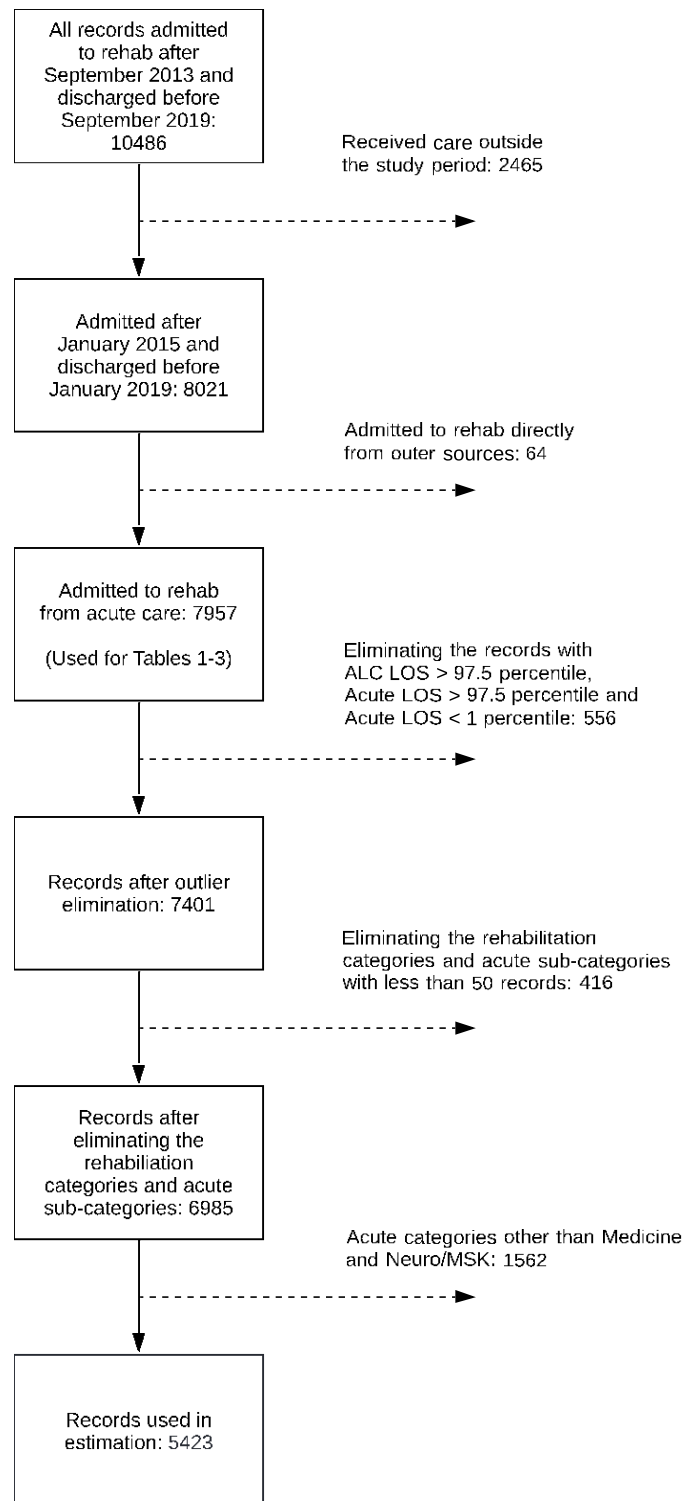 All records admitted
to rehab after
September 2013 and
discharged before
September 2019:
10486
Received care outside
the study period: 2465
Admitted after
January 2015 and
discharged before
January 2019: 8021
Admitted to rehab directly
from outer sources: 64
Admitted to rehab
from acute care: 7957
(Used for Tables 1-3)
Eliminating the records with
ALC LOS > 97.5 percentile,
Acute LOS > 97.5 percentile and
Acute LOS < 1 percentile: 556
Records after outlier
elimination: 7401
Eliminating the rehabilitation
categories and acute sub-categories
with less than 50 records: 416
Records after
eliminating the
rehabiliation
categories and acute
sub-categories: 6985
Acute categories other than Medicine
and Neuro/MSK: 1562
Records used in
estimation: 5423